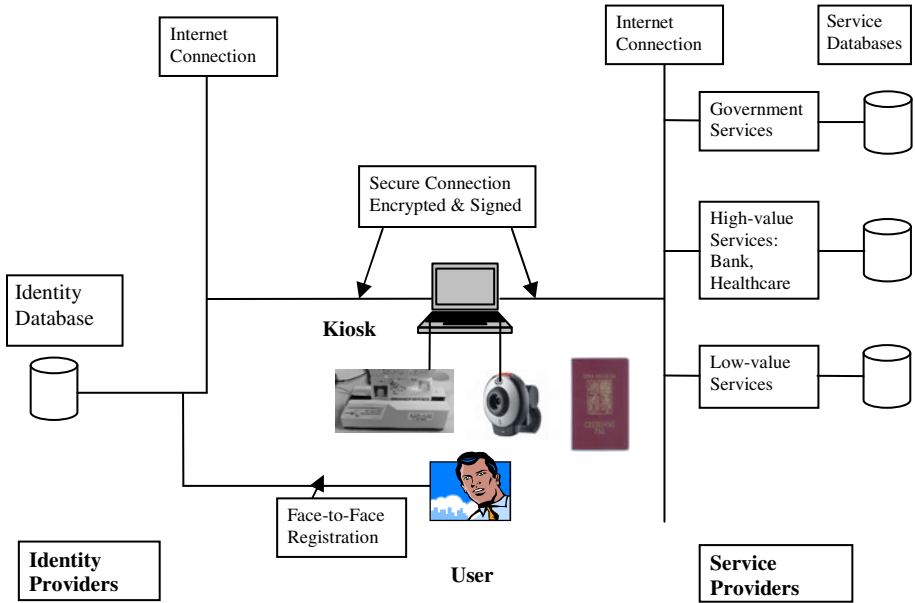 Internet
Connection
Internet
Connection
Service
Databases
Government
Services
Secure Connection
Encrypted & Signed
High-value
Services:
Bank,
Healthcare
Identity
Database
Kiosk
Low-value
Services
Face-to-Face
Registration
Identity
Providers
User
Service
Providers